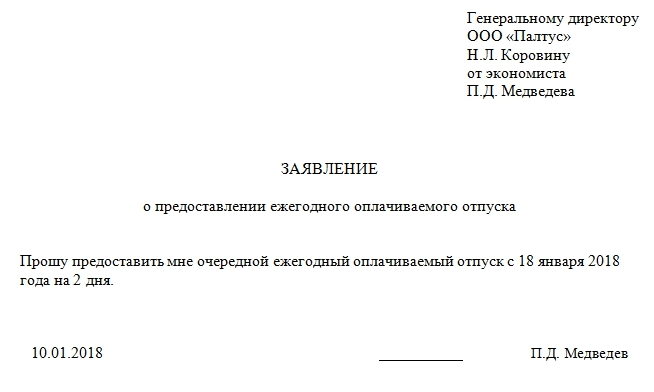 Генеральному директору
ООО «Палтус»
Н.Л. Коровину
от экономиста
П.Д. Медведева
ЗАЯВЛЕНИЕ
о предоставлении ежегодного оплачиваемого отпуска
Прошу предоставить мне очередной ежегодный оплачиваемый отпуск с 18 января 2018
года на 2 дня.
10.01.2018 ___________ П.Д. Медведев